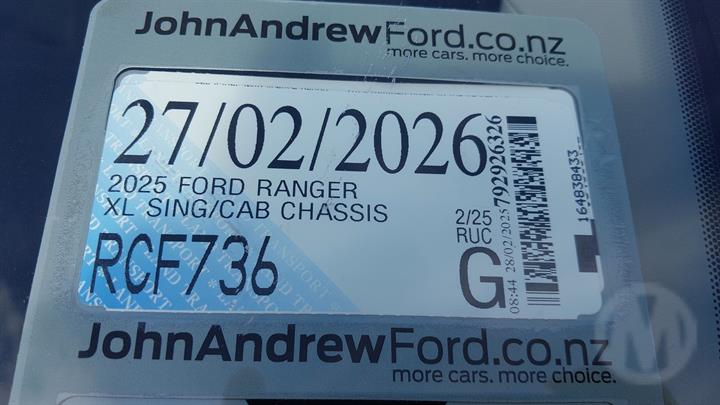 JohnAndrewFord.co.nz
more cars. more choice.
27/02/2026
2025 FORD RANGER
XL SING/CAB CHASSIS
RCF736
2/25
RUC
G
08:44 28/02/2025
792926326
164838433
JohnAndrewFord.co.nz
more cars. more choice.